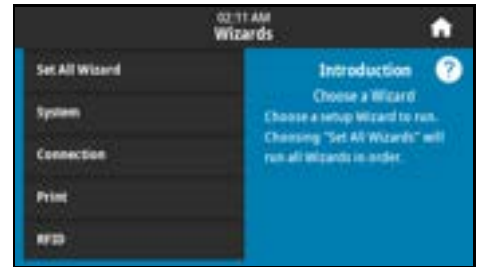 02:11 AM
Wizards
Set All Wizard
System
Connection
Print
RFID
Introduction
?
Choose a Wizard
Choose a setup Wizard to run.
Choosing "Set All Wizards" will
run all Wizards in order.